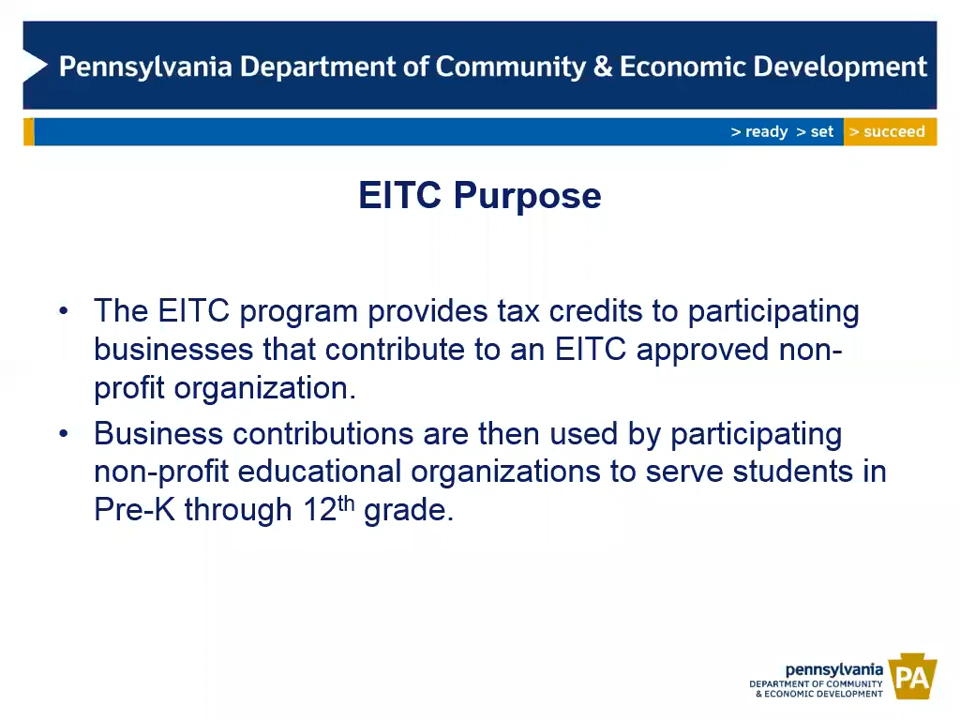 Pennsylvania Department of Community & Economic Development
> ready > set > succeed
EITC Purpose
• The EITC program provides tax credits to participating
businesses that contribute to an EITC approved non-
profit organization.
• Business contributions are then used by participating
non-profit educational organizations to serve students in
Pre-K through 12th grade.
pennsylvania
DEPARTMENT OF COMMUNITY
& ECONOMIC DEVELOPMENT
PA